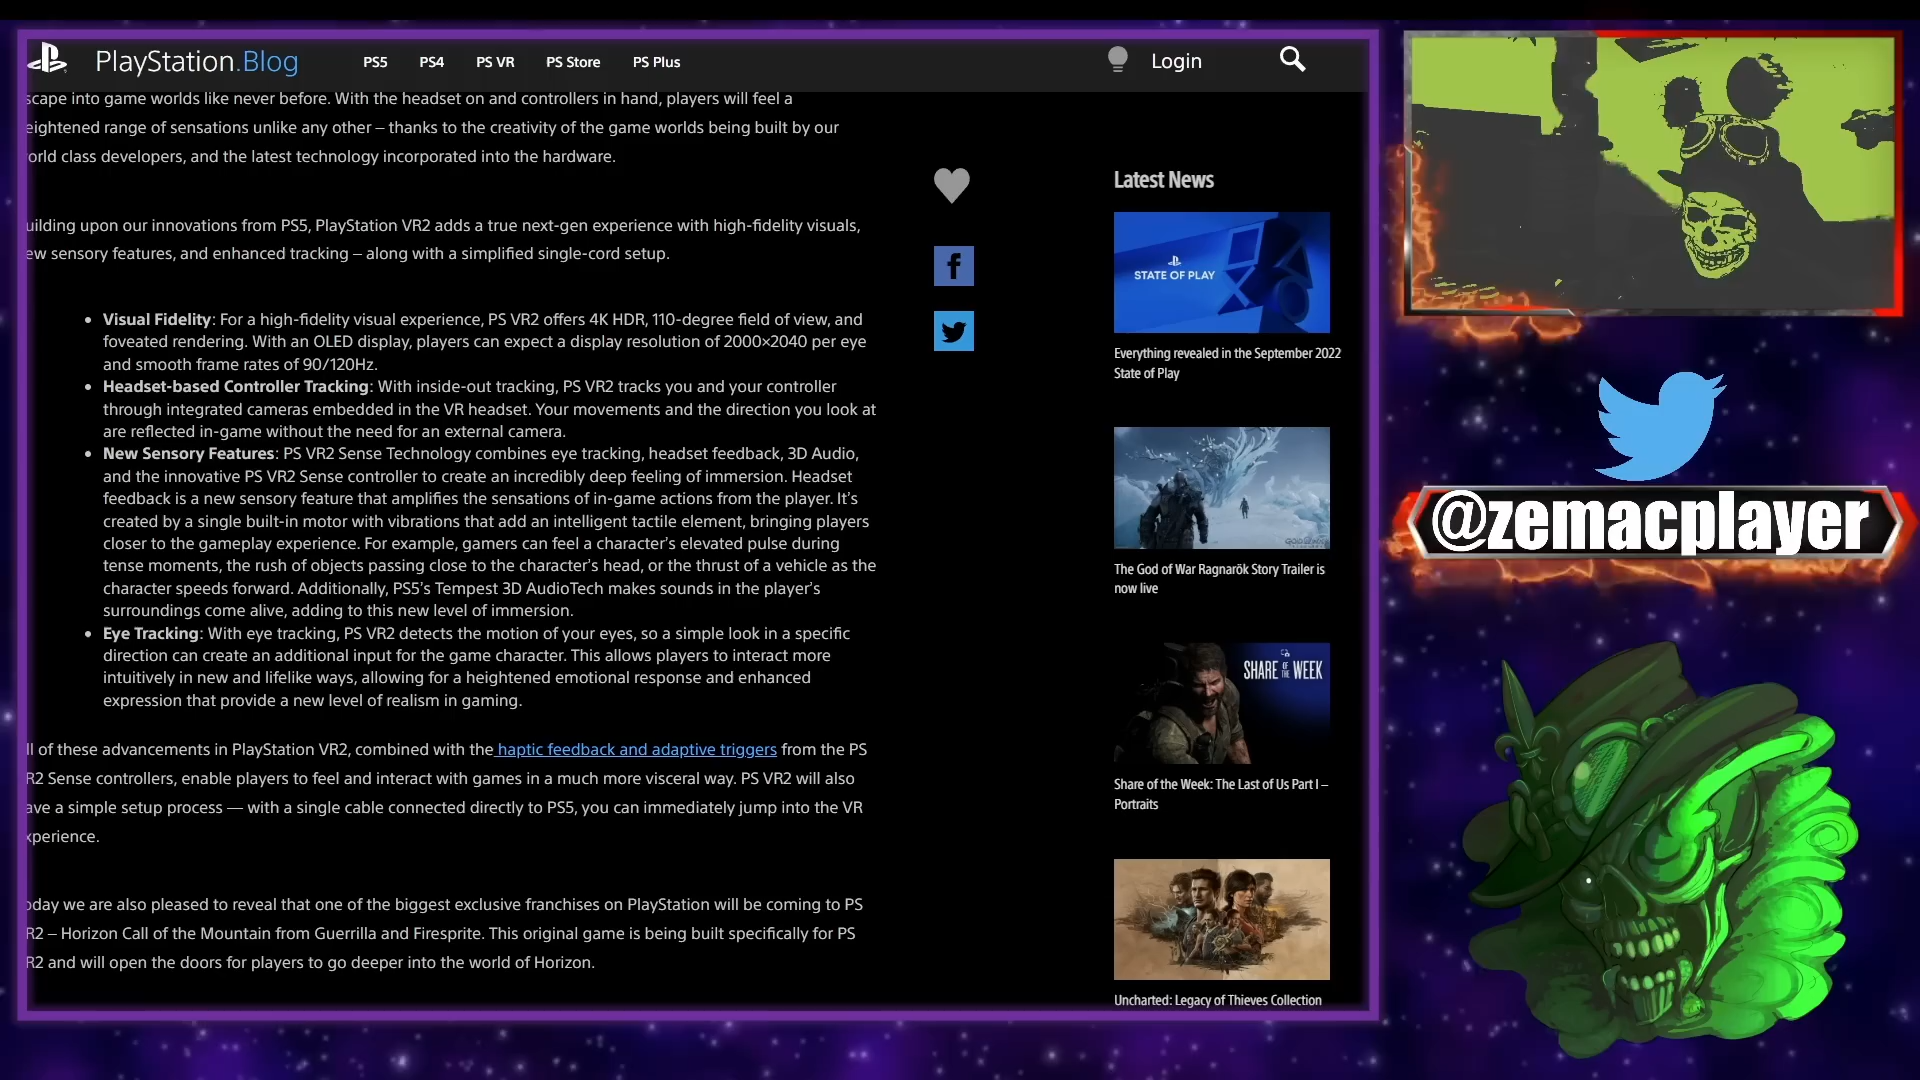 PlayStation.Blog
PS5 PS4 PS VR PS Store PS Plus
Login
scape into game worlds like never before. With the headset on and controllers in hand, players will feel a
eightened range of sensations unlike any other – thanks to the creativity of the game worlds being built by our
orld class developers, and the latest technology incorporated into the hardware.
uilding upon our innovations from PS5, PlayStation VR2 adds a true next-gen experience with high-fidelity visuals,
ew sensory features, and enhanced tracking – along with a simplified single-cord setup.
• Visual Fidelity: For a high-fidelity visual experience, PS VR2 offers 4K HDR, 110-degree field of view, and
foveated rendering. With an OLED display, players can expect a display resolution of 2000×2040 per eye
and smooth frame rates of 90/120Hz.
• Headset-based Controller Tracking: With inside-out tracking, PS VR2 tracks you and your controller
through integrated cameras embedded in the VR headset. Your movements and the direction you look at
are reflected in-game without the need for an external camera.
• New Sensory Features: PS VR2 Sense Technology combines eye tracking, headset feedback, 3D Audio,
and the innovative PS VR2 Sense controller to create an incredibly deep feeling of immersion. Headset
feedback is a new sensory feature that amplifies the sensations of in-game actions from the player. It’s
created by a single built-in motor with vibrations that add an intelligent tactile element, bringing players
closer to the gameplay experience. For example, gamers can feel a character’s elevated pulse during
tense moments, the rush of objects passing close to the character’s head, or the thrust of a vehicle as the
character speeds forward. Additionally, PS5’s Tempest 3D AudioTech makes sounds in the player’s
surroundings come alive, adding to this new level of immersion.
• Eye Tracking: With eye tracking, PS VR2 detects the motion of your eyes, so a simple look in a specific
direction can create an additional input for the game character. This allows players to interact more
intuitively in new and lifelike ways, allowing for a heightened emotional response and enhanced
expression that provide a new level of realism in gaming.
ll of these advancements in PlayStation VR2, combined with the haptic feedback and adaptive triggers from the PS
R2 Sense controllers, enable players to feel and interact with games in a much more visceral way. PS VR2 will also
ave a simple setup process — with a single cable connected directly to PS5, you can immediately jump into the VR
xperience.
oday we are also pleased to reveal that one of the biggest exclusive franchises on PlayStation will be coming to PS
R2 – Horizon Call of the Mountain from Guerrilla and Firesprite. This original game is being built specifically for PS
R2 and will open the doors for players to go deeper into the world of Horizon.
Latest News
STATE OF PLAY
Everything revealed in the September 2022
State of Play
The God of War Ragnarök Story Trailer is
now live
SHARE OF THE WEEK
Share of the Week: The Last of Us Part I –
Portraits
Uncharted: Legacy of Thieves Collection
@zemacplayer